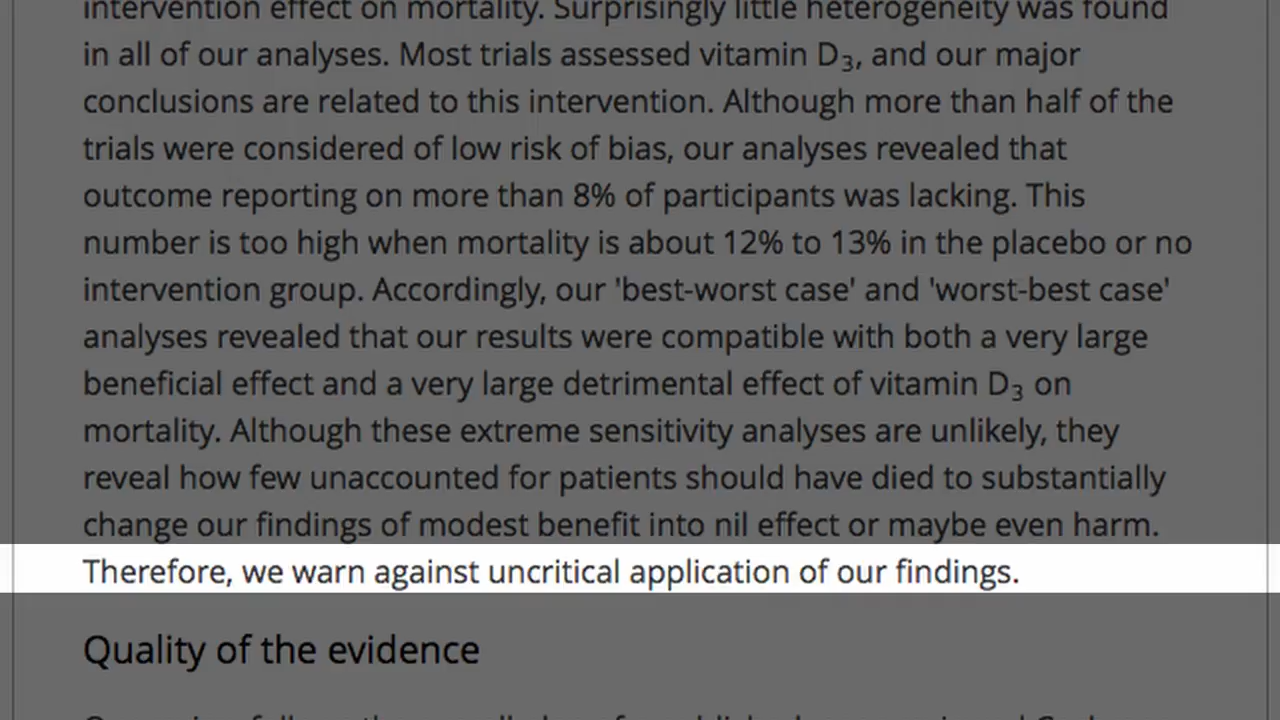 intervention effect on mortality. Surprisingly little heterogeneity was found
in all of our analyses. Most trials assessed vitamin D₃, and our major
conclusions are related to this intervention. Although more than half of the
trials were considered of low risk of bias, our analyses revealed that
outcome reporting on more than 8% of participants was lacking. This
number is too high when mortality is about 12% to 13% in the placebo or no
intervention group. Accordingly, our 'best-worst case' and 'worst-best case'
analyses revealed that our results were compatible with both a very large
beneficial effect and a very large detrimental effect of vitamin D₃ on
mortality. Although these extreme sensitivity analyses are unlikely, they
reveal how few unaccounted for patients should have died to substantially
change our findings of modest benefit into nil effect or maybe even harm.
Therefore, we warn against uncritical application of our findings.
Quality of the evidence